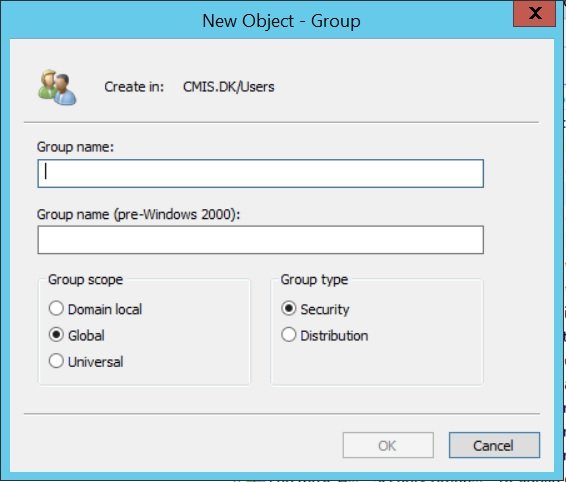 New Object - Group
X
Create in: CMIS.DK/Users
Group name:
Group name (pre-Windows 2000):
Group scope
Domain local
Global
Universal
Group type
Security
Distribution
OK
Cancel